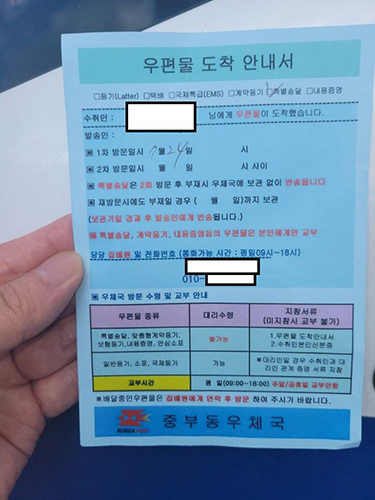 우편물 도착 안내서
□등기(Latter) □택배 □국제특급(EMS) □계약등기 □특별송달 □내용증명
수취인 : 님에게 우편물이 도착했습니다.
발송인 :
▣ 1차 방문일시 7월 24일 시
▣ 2차 방문일시 월 일 시 사이
▣ 특별송달은 2회 방문 후 부재시 우체국에 보관 없이 반송됩니다
▣ 재방문시에도 부재일 경우 ( 월 일)까지 보관
(보관기일 경과 후 발송인에게 반송됩니다.)
▣ 특별송달, 계약등기, 내용증명등의 우편물은 본인에게만 교부
담당 집배원 및 전화번호 (통화가능 시간 : 평일09시~18시)
010-
▣ 우체국 방문 수령 및 교부 안내
우편물 종류 대리수령 지참서류
(미지참시 교부 불가)
특별송달, 맞춤형계약등기, 보험등기,내용증명, 안심소포 불가능 1.우편물 도착안내서
2.수취인본인신분증
일반등기, 소포, 국제등기 가능 ※대리인일 경우 수취인과 대리인 관계 증명 서류 지참
교부시간 평 일(09:00~18:00) 주말/공휴일 교부안함
※배달중인우편물은 집배원에게 연락 후 방문 하여 주시기 바랍니다.
KOREA POST 중부동우체국